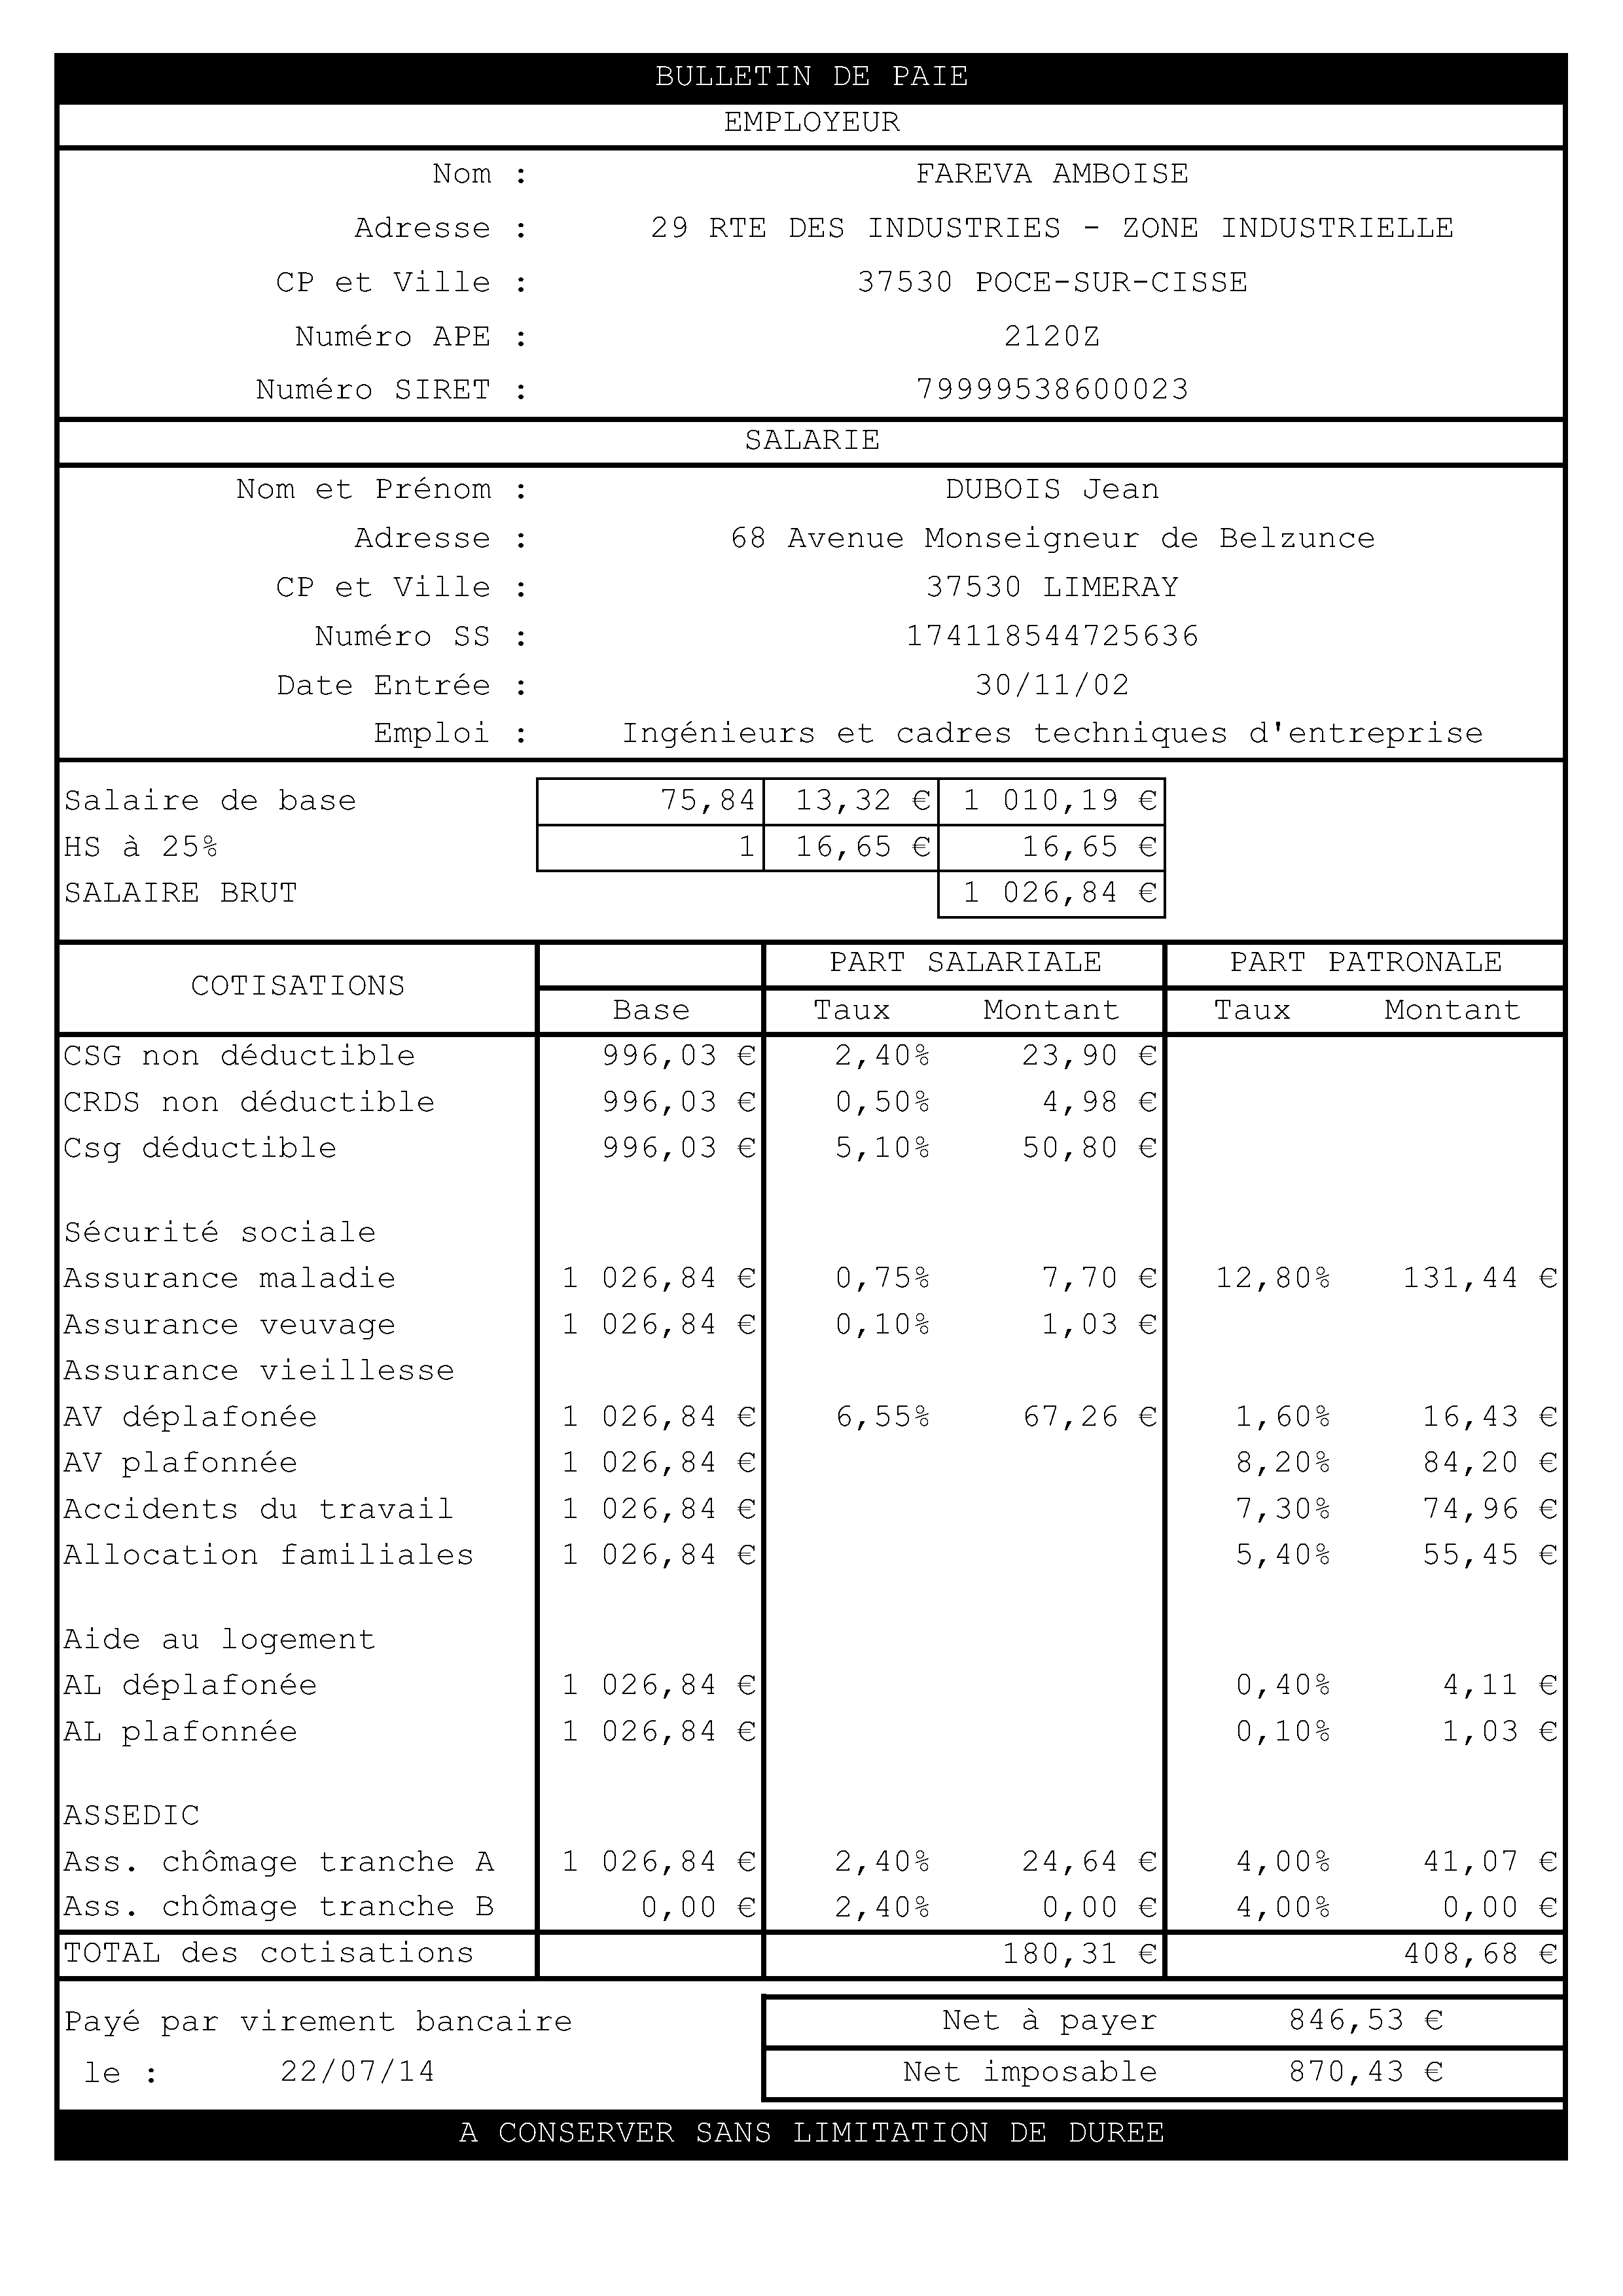 BULLETIN DE PAIE
EMPLOYEUR
Nom : FAREVA AMBOISE
Adresse : 29 RTE DES INDUSTRIES - ZONE INDUSTRIELLE
CP et Ville : 37530 POCE-SUR-CISSE
Numéro APE : 2120Z
Numéro SIRET : 79999538600023
SALARIE
Nom et Prénom : DUBOIS Jean
Adresse : 68 Avenue Monseigneur de Belzunce
CP et Ville : 37530 LIMERAY
Numéro SS : 174118544725636
Date Entrée : 30/11/02
Emploi : Ingénieurs et cadres techniques d'entreprise
Salaire de base 75,84 13,32 € 1 010,19 €
HS à 25% 1 16,65 € 16,65 €
SALAIRE BRUT 1 026,84 €
COTISATIONS PART SALARIALE PART PATRONALE
Base Taux Montant Taux Montant
CSG non déductible 996,03 € 2,40% 23,90 €
CRDS non déductible 996,03 € 0,50% 4,98 €
Csg déductible 996,03 € 5,10% 50,80 €
Sécurité sociale
Assurance maladie 1 026,84 € 0,75% 7,70 € 12,80% 131,44 €
Assurance veuvage 1 026,84 € 0,10% 1,03 €
Assurance vieillesse
AV déplafonée 1 026,84 € 6,55% 67,26 € 1,60% 16,43 €
AV plafonnée 1 026,84 € 8,20% 84,20 €
Accidents du travail 1 026,84 € 7,30% 74,96 €
Allocation familiales 1 026,84 € 5,40% 55,45 €
Aide au logement
AL déplafonée 1 026,84 € 0,40% 4,11 €
AL plafonnée 1 026,84 € 0,10% 1,03 €
ASSEDIC
Ass. chômage tranche A 1 026,84 € 2,40% 24,64 € 4,00% 41,07 €
Ass. chômage tranche B 0,00 € 2,40% 0,00 € 4,00% 0,00 €
TOTAL des cotisations 180,31 € 408,68 €
Payé par virement bancaire Net à payer 846,53 €
le : 22/07/14 Net imposable 870,43 €
A CONSERVER SANS LIMITATION DE DUREE